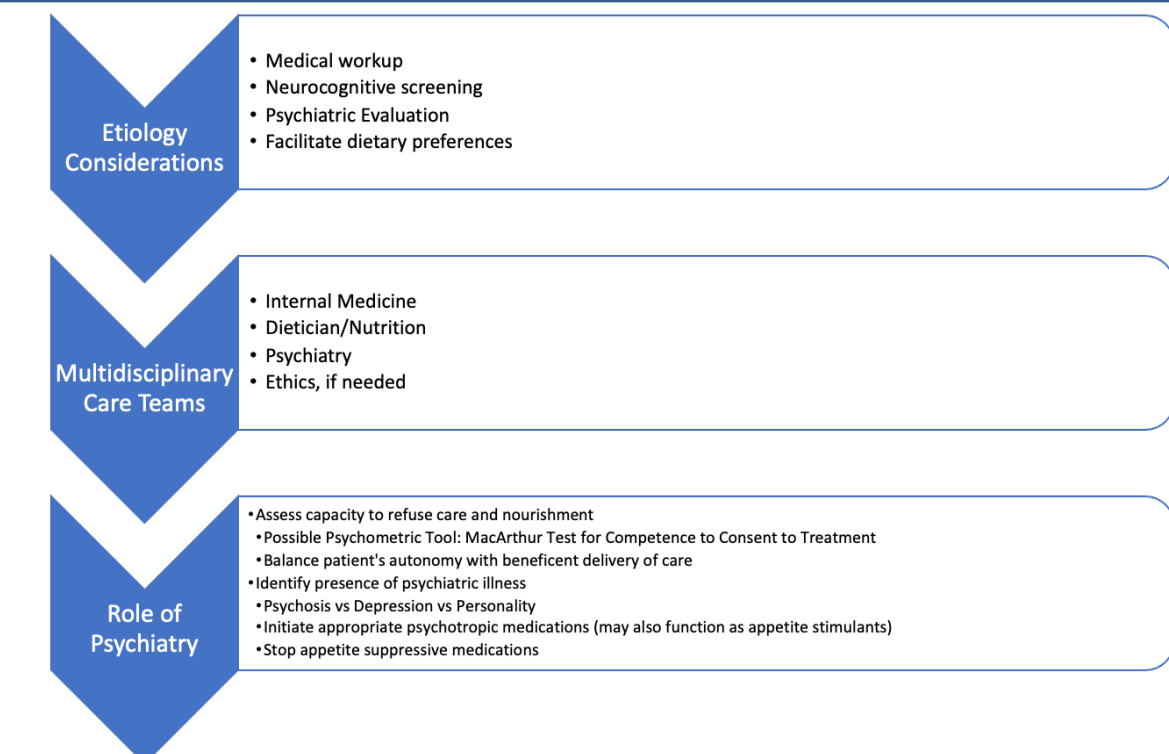 Etiology
Considerations
• Medical workup
• Neurocognitive screening
• Psychiatric Evaluation
• Facilitate dietary preferences
Multidisciplinary
Care Teams
• Internal Medicine
• Dietician/Nutrition
• Psychiatry
• Ethics, if needed
Role of
Psychiatry
•Assess capacity to refuse care and nourishment
•Possible Psychometric Tool: MacArthur Test for Competence to Consent to Treatment
•Balance patient's autonomy with beneficent delivery of care
•Identify presence of psychiatric illness
•Psychosis vs Depression vs Personality
•Initiate appropriate psychotropic medications (may also function as appetite stimulants)
•Stop appetite suppressive medications